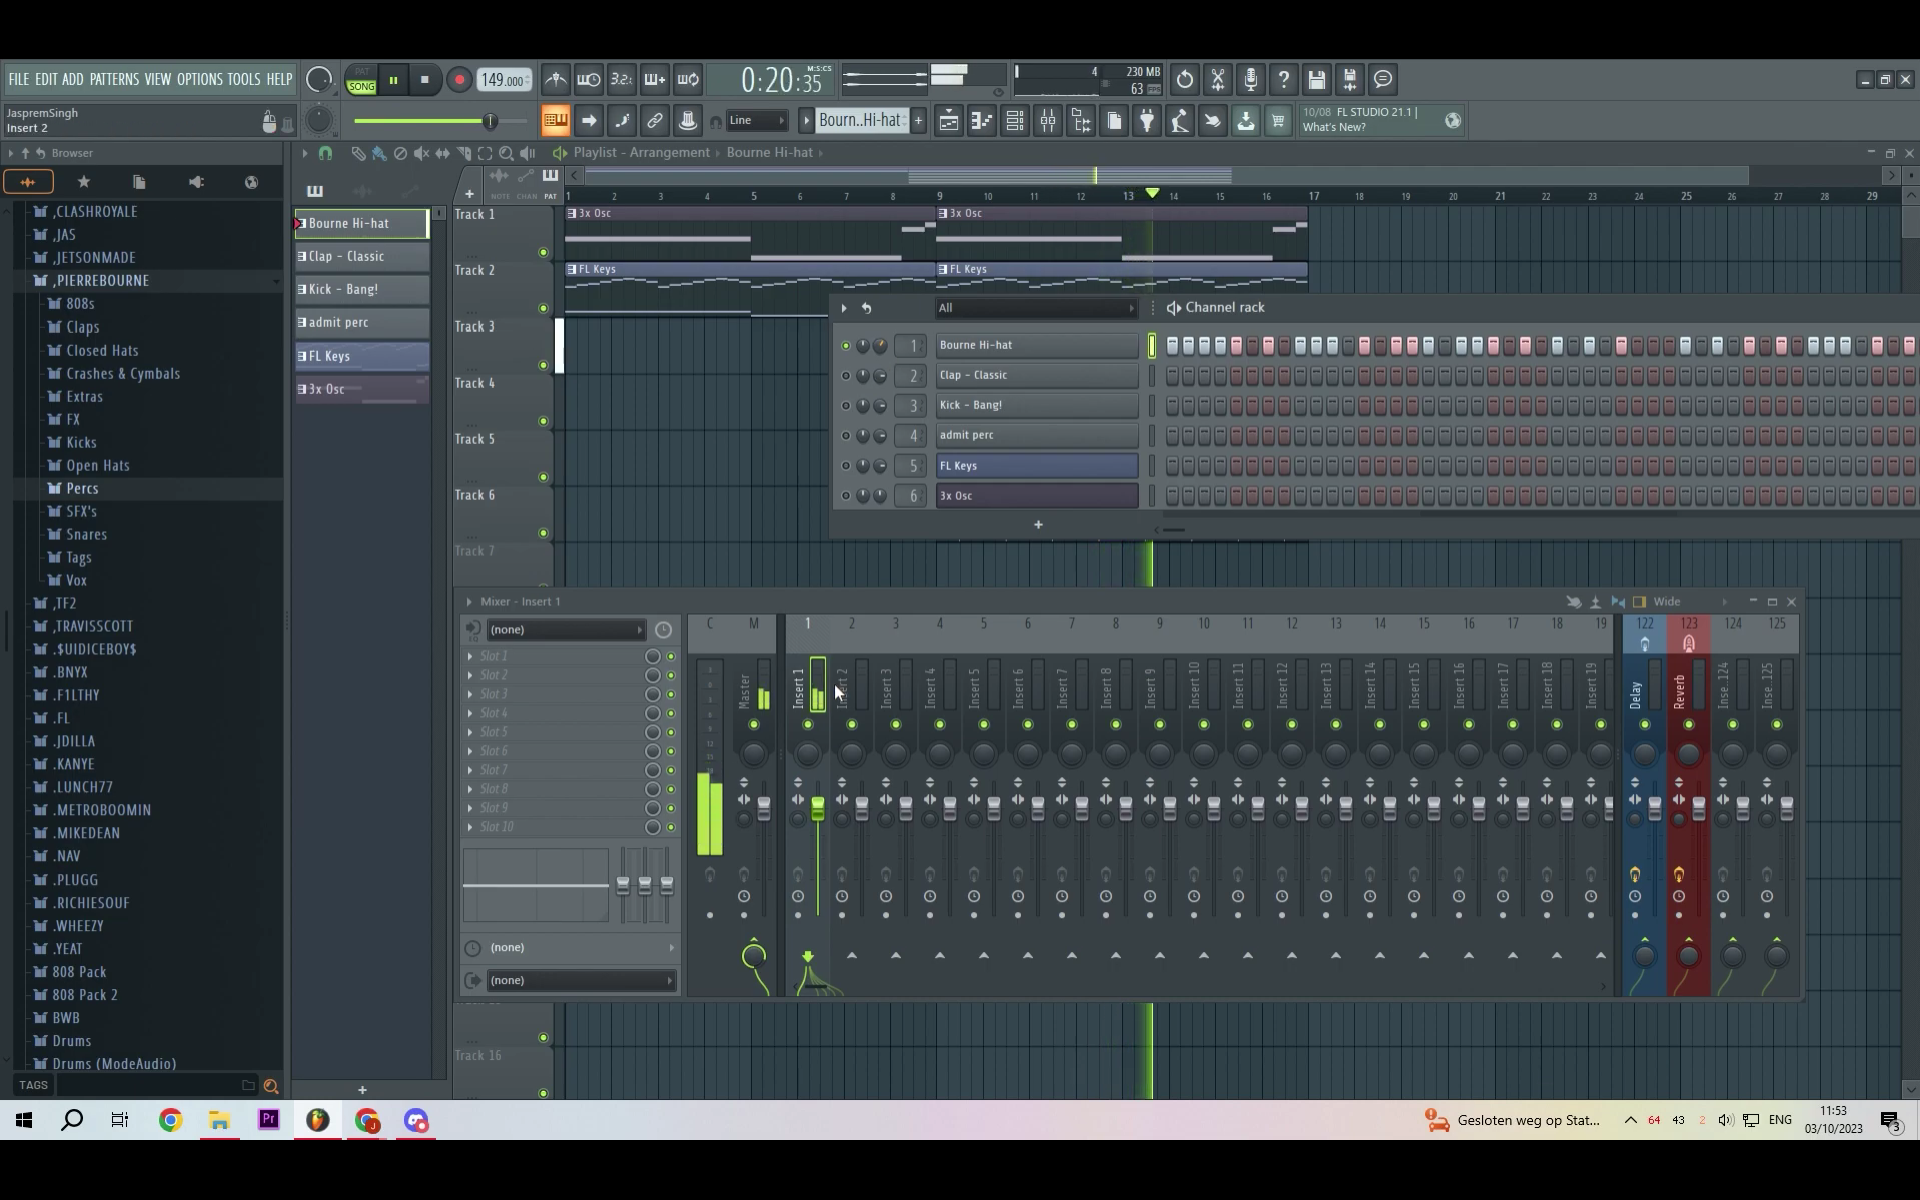 FILE EDIT ADD PATTERNS VIEW OPTIONS TOOLS HELP
PAT
SONG
149.000
3.2.
0:20:35
M:S:CS
4
230 MB
63
JaspremSingh
Insert 2
Line
Bourn..Hi-hat
10/08 FL STUDIO 21.1 |
What's New?
Browser
Playlist - Arrangement
Bourne Hi-hat
NOTE CHAN PAT
1 2 3 4 5 6 7 8 9 10 11 12 13 14 15 16 17 18 19 20 21 22 23 24 25 26 27 28 29
,CLASHROYALE
,JAS
,JETSONMADE
,PIERREBOURNE
808s
Claps
Closed Hats
Crashes & Cymbals
Extras
FX
Kicks
Open Hats
Percs
SFX's
Snares
Tags
Vox
,TF2
,TRAVISSCOTT
.$UIDICEBOY$
.BNYX
.F1LTHY
.FL
.JDILLA
.KANYE
.LUNCH77
.METROBOOMIN
.MIKEDEAN
.NAV
.PLUGG
.RICHIESOUF
.WHEEZY
.YEAT
808 Pack
808 Pack 2
BWB
Drums
Drums (ModeAudio)
TAGS
Bourne Hi-hat
Clap - Classic
Kick - Bang!
admit perc
FL Keys
3x Osc
Track 1
3x Osc
3x Osc
Track 2
FL Keys
FL Keys
Track 3
Track 4
Track 5
Track 6
Track 7
Track 16
All
Channel rack
1 Bourne Hi-hat
2 Clap - Classic
3 Kick - Bang!
4 admit perc
5 FL Keys
6 3x Osc
Mixer - Insert 1
Wide
(none)
Slot 1
Slot 2
Slot 3
Slot 4
Slot 5
Slot 6
Slot 7
Slot 8
Slot 9
Slot 10
(none)
(none)
C M 1 2 3 4 5 6 7 8 9 10 11 12 13 14 15 16 17 18 19 122 123 124 125
Master
Insert 1
Insert 2
Insert 3
Insert 4
Insert 5
Insert 6
Insert 7
Insert 8
Insert 9
Insert 10
Insert 11
Insert 12
Insert 13
Insert 14
Insert 15
Insert 16
Insert 17
Insert 18
Insert 19
Delay
Reverb
Inse..124
Inse..125
Pr
Gesloten weg op Stat...
64 43 2
ENG
11:53
03/10/2023
3